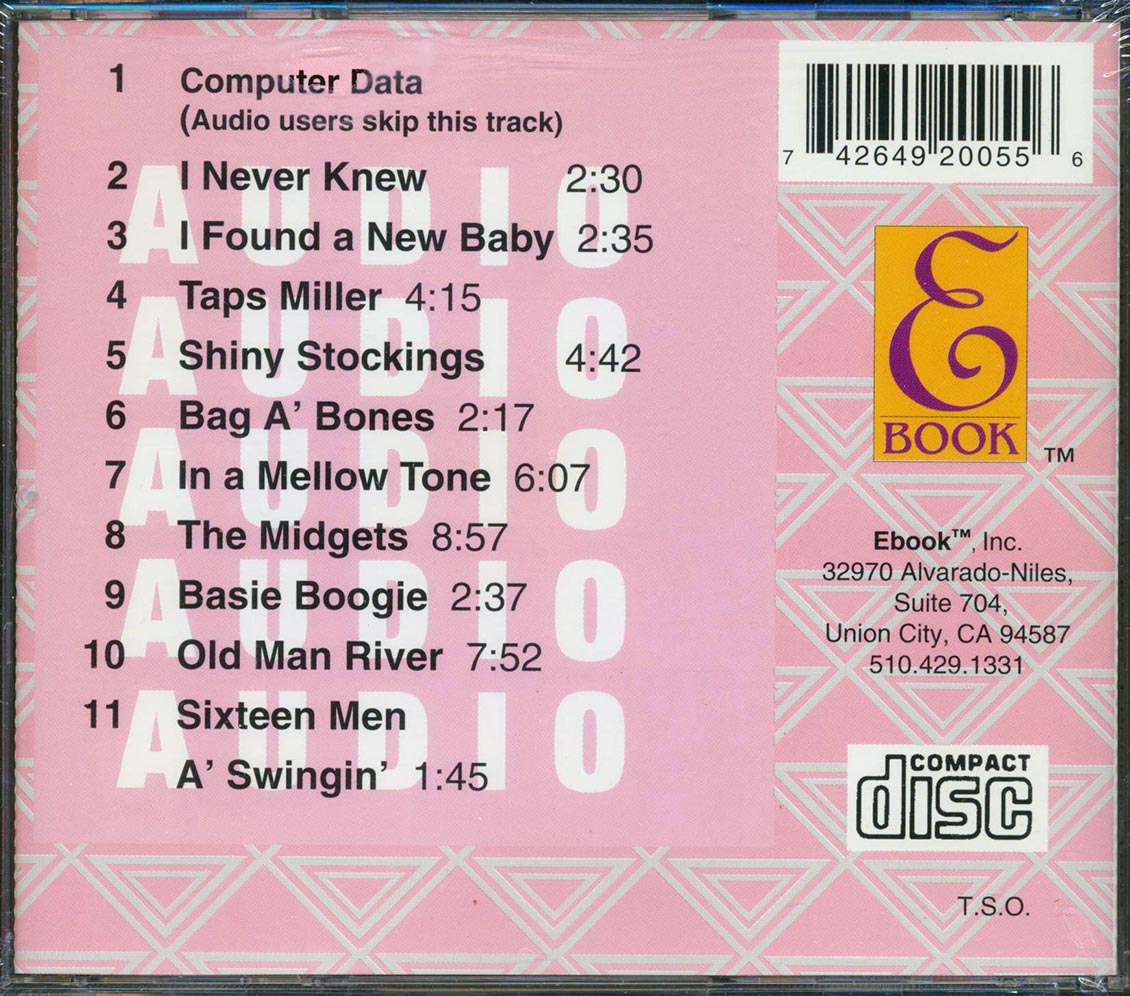 1 Computer Data
(Audio users skip this track)
2 I Never Knew 2:30
3 I Found a New Baby 2:35
4 Taps Miller 4:15
5 Shiny Stockings 4:42
6 Bag A’ Bones 2:17
7 In a Mellow Tone 6:07
8 The Midgets 8:57
9 Basie Boogie 2:37
10 Old Man River 7:52
11 Sixteen Men
A’ Swingin’ 1:45
AUDIO
AUDIO
AUDIO
AUDIO
AUDIO
7 42649 20055 6
E
BOOK ™
Ebook™, Inc.
32970 Alvarado-Niles,
Suite 704,
Union City, CA 94587
510.429.1331
COMPACT
disc
T.S.O.